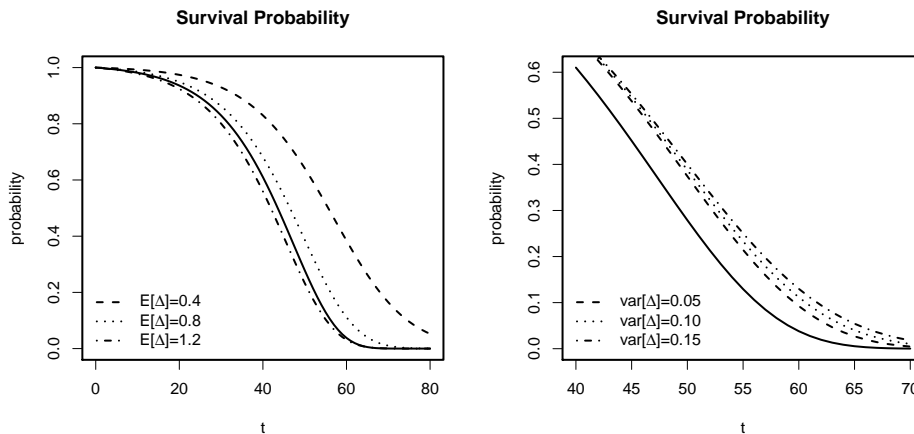 Survival Probability
probability
0.0 0.2 0.4 0.6 0.8 1.0
E[Δ]=0.4
E[Δ]=0.8
E[Δ]=1.2
0 20 40 60 80
t
Survival Probability
probability
0.0 0.1 0.2 0.3 0.4 0.5 0.6
var[Δ]=0.05
var[Δ]=0.10
var[Δ]=0.15
40 45 50 55 60 65 70
t